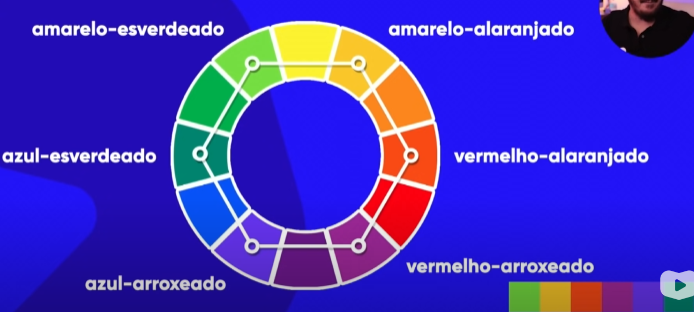 amarelo-esverdeado
amarelo-alaranjado
azul-esverdeado
vermelho-alaranjado
azul-arroxeado
vermelho-arroxeado